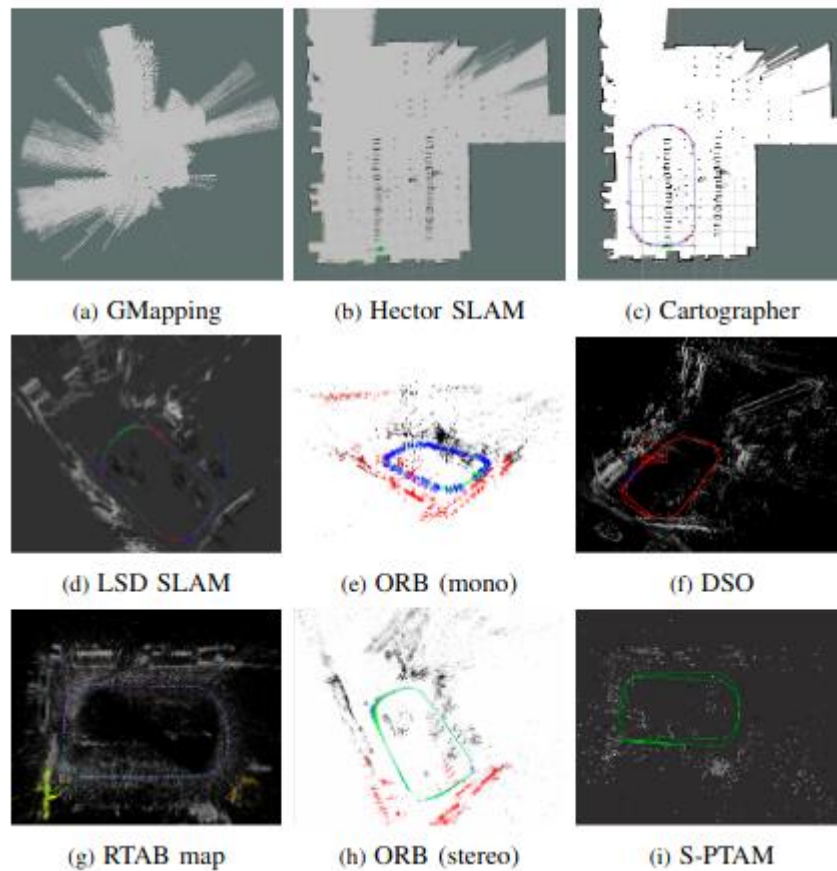 (a) GMapping
(b) Hector SLAM
(c) Cartographer
(d) LSD SLAM
(e) ORB (mono)
(f) DSO
(g) RTAB map
(h) ORB (stereo)
(i) S-PTAM